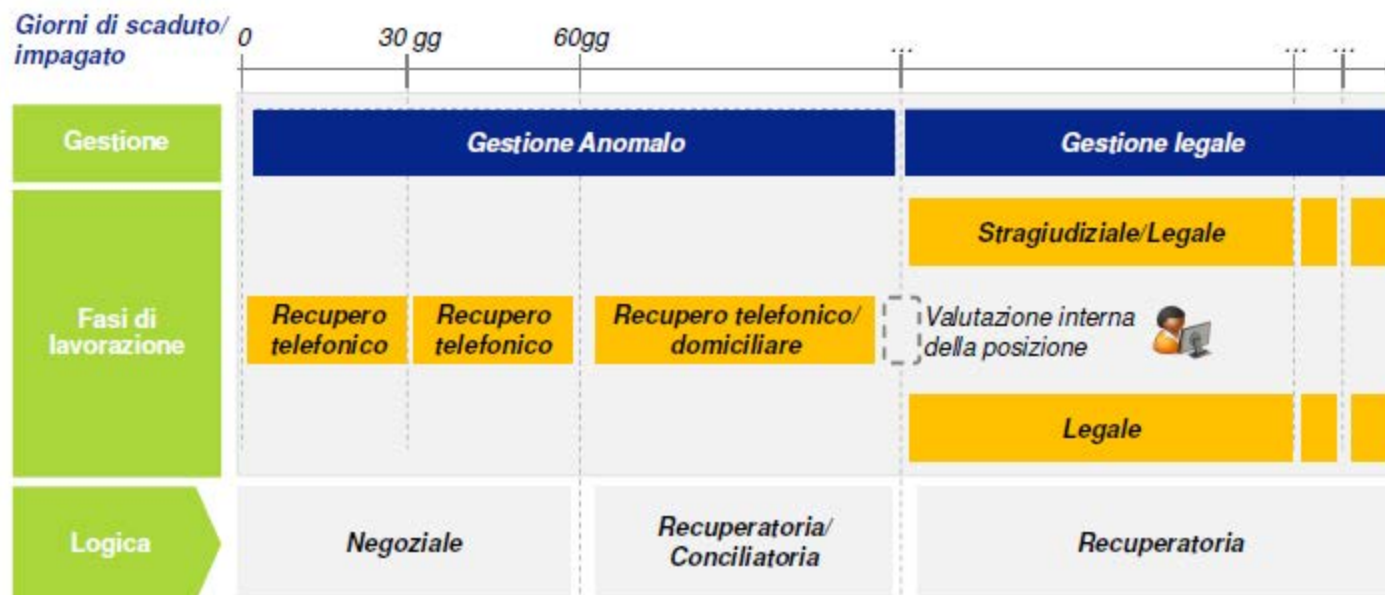 Giorni di scaduto/
impagato
0
30 gg
60gg
...
...
...
Gestione
Gestione Anomalo
Gestione legale
Fasi di
lavorazione
Stragiudiziale/Legale
Recupero
telefonico
Recupero
telefonico
Recupero telefonico/
domiciliare
Valutazione interna
della posizione
Legale
Logica
Negoziale
Recuperatoria/
Conciliatoria
Recuperatoria